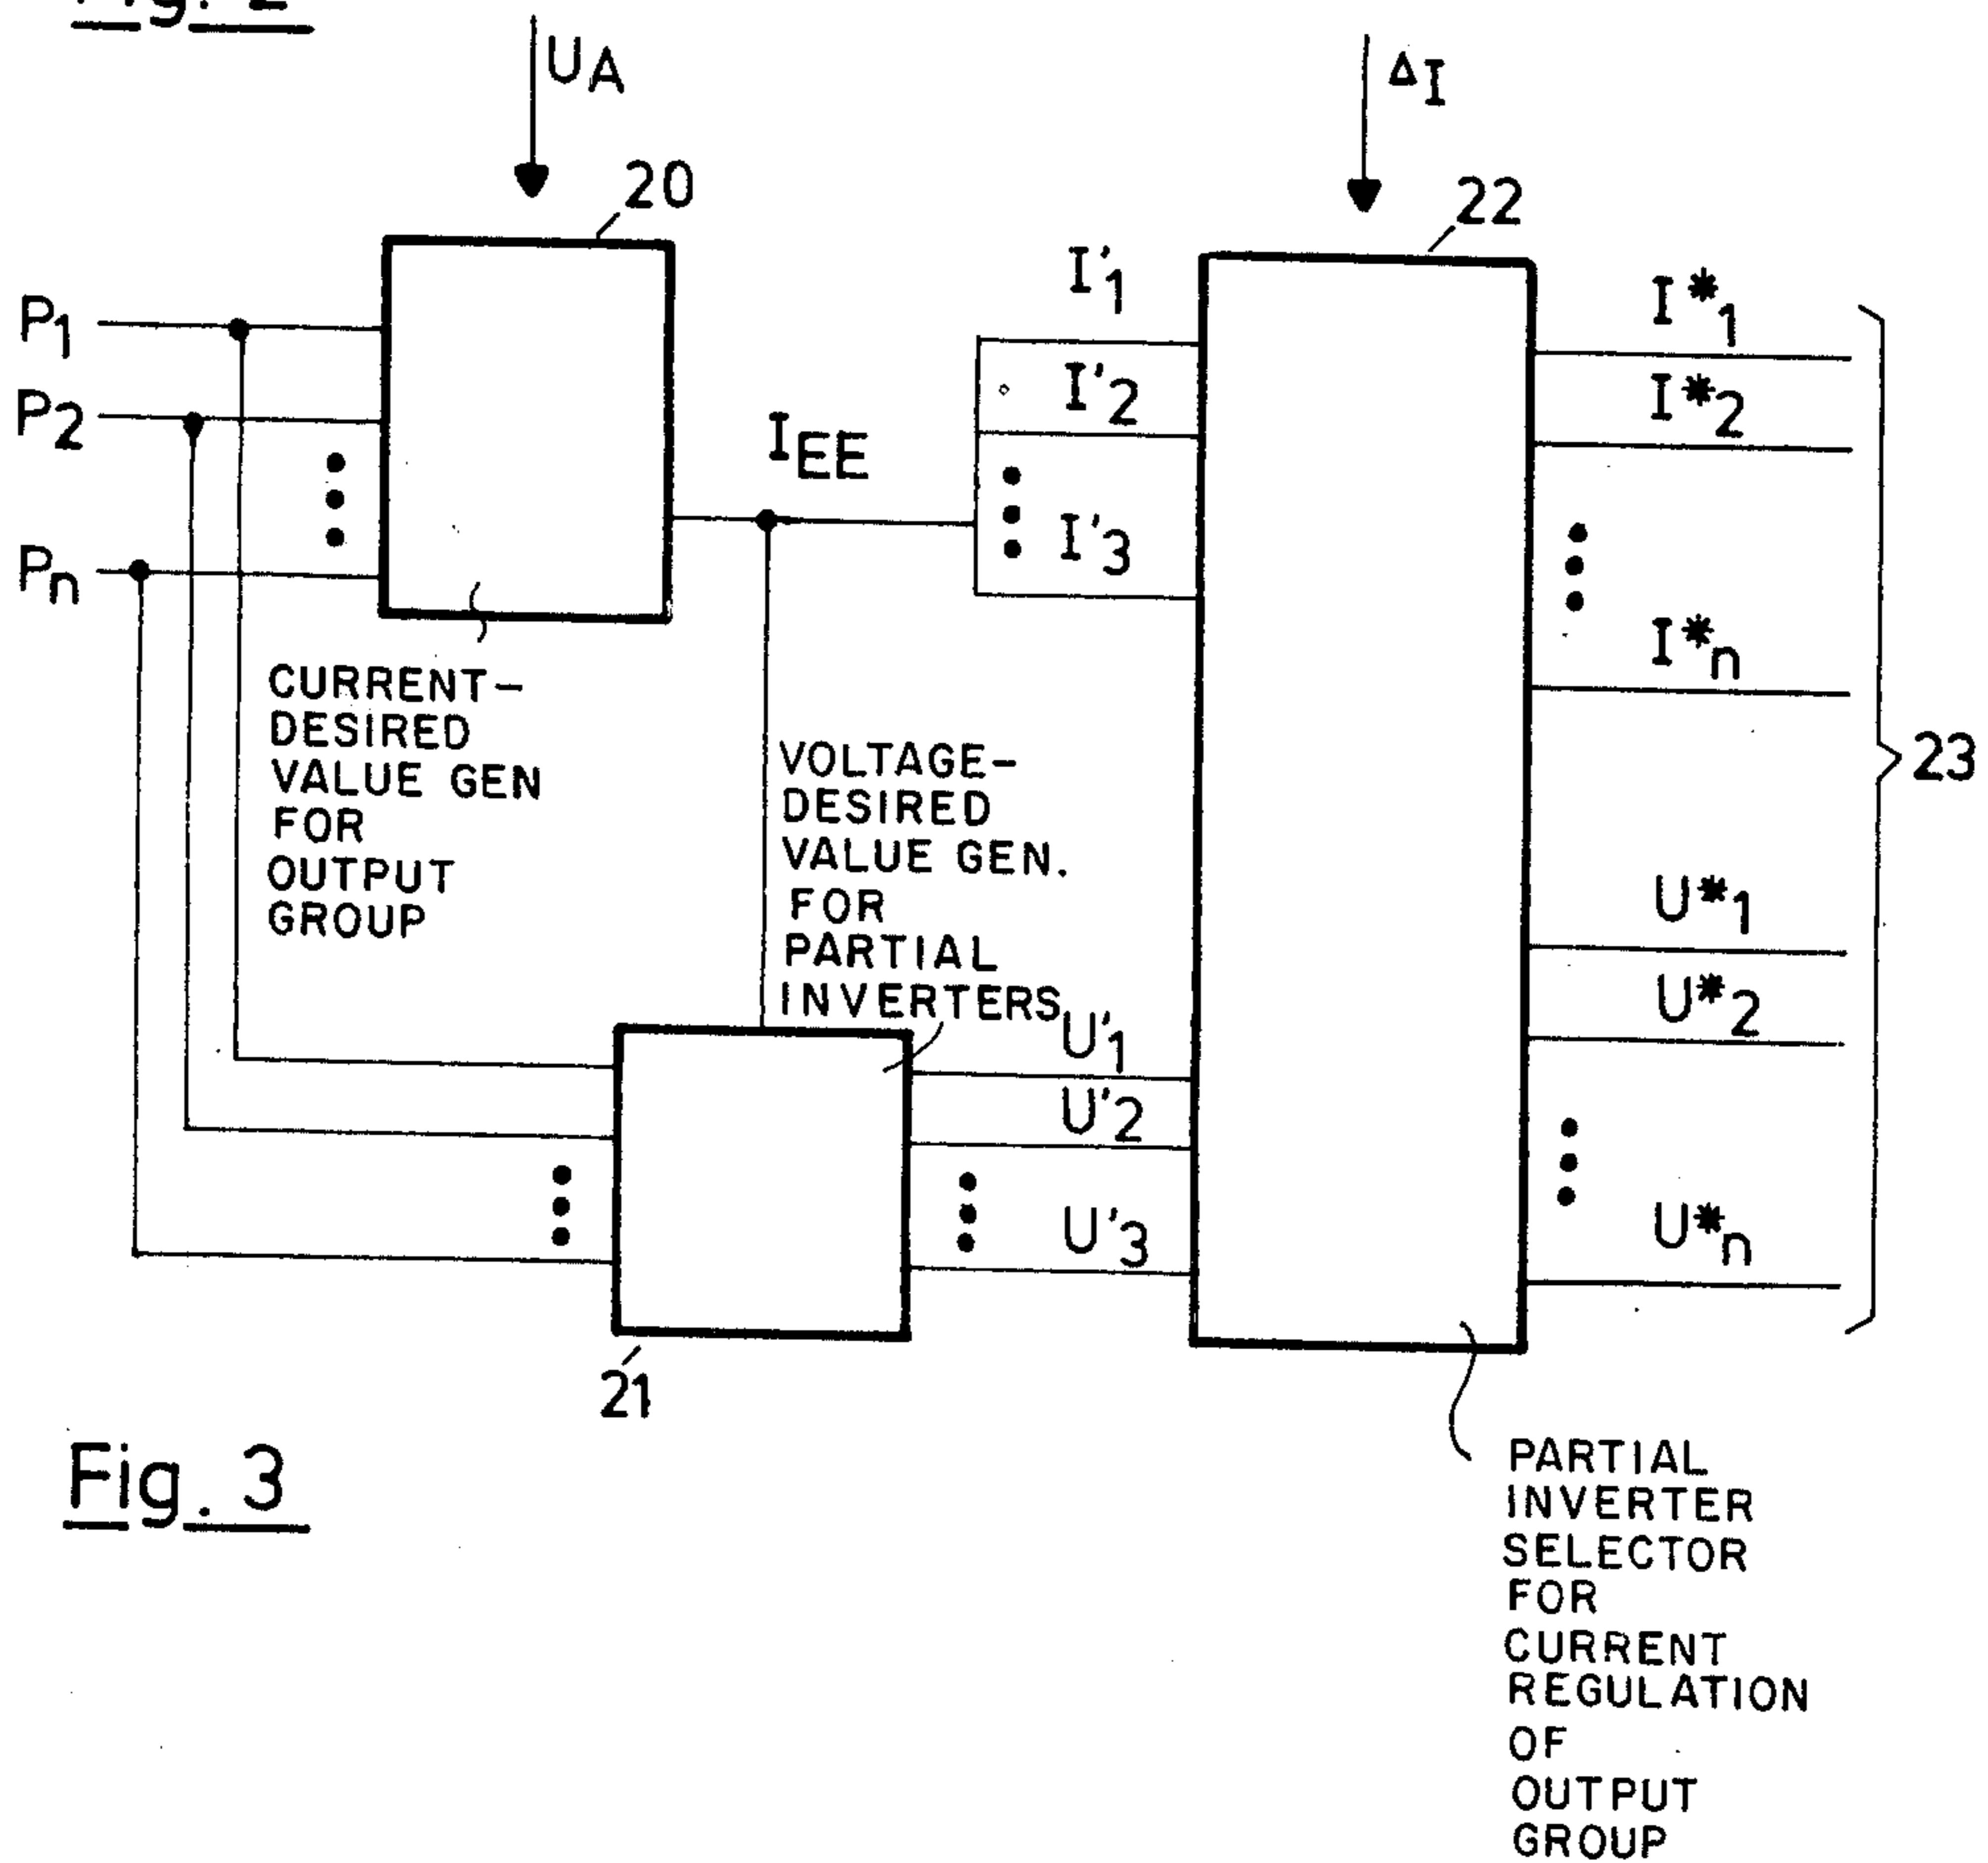 Fig. 2
UA
ΔI
20
22
P1
P2
Pn
I'1
I'2
I'3
IEE
I*1
I*2
I*n
23
CURRENT-
DESIRED
VALUE GEN
FOR
OUTPUT
GROUP
VOLTAGE-
DESIRED
VALUE GEN.
FOR
PARTIAL
INVERTERS
U'1
U'2
U'3
U*1
U*2
U*n
21
Fig. 3
PARTIAL
INVERTER
SELECTOR
FOR
CURRENT
REGULATION
OF
OUTPUT
GROUP